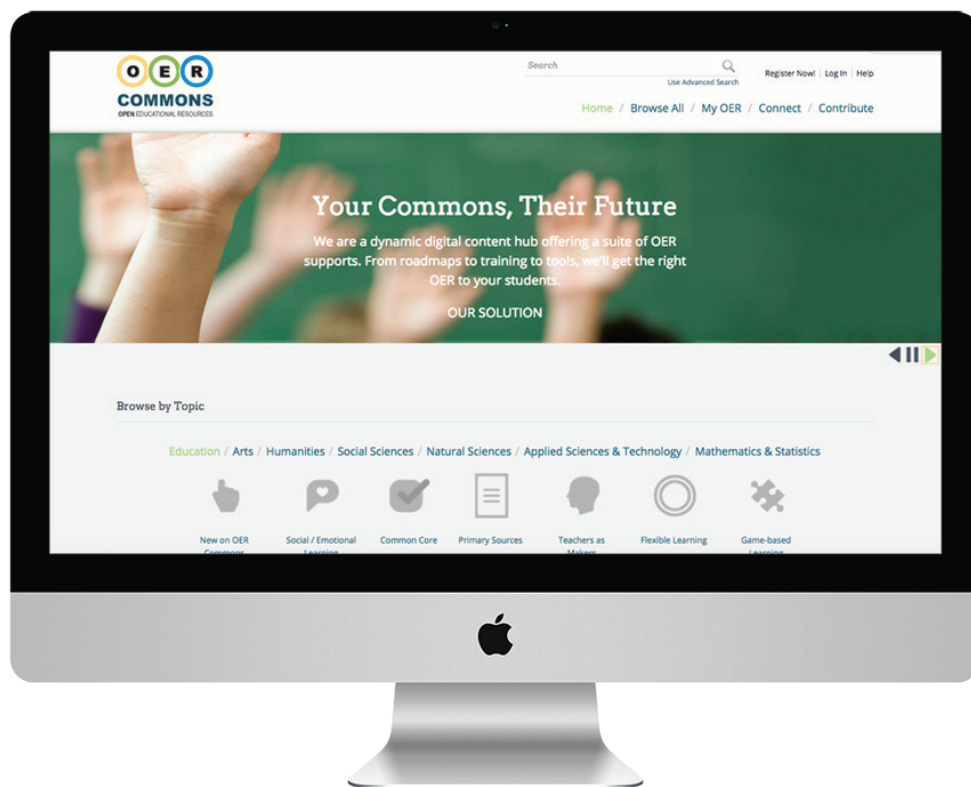 O E R
COMMONS
OPEN EDUCATIONAL RESOURCES
Search
Use Advanced Search
Register Now! | Log In | Help
Home / Browse All / My OER / Connect / Contribute
Your Commons, Their Future
We are a dynamic digital content hub offering a suite of OER
supports. From roadmaps to training to tools, we'll get the right
OER to your students.
OUR SOLUTION
Browse by Topic
Education / Arts / Humanities / Social Sciences / Natural Sciences / Applied Sciences & Technology / Mathematics & Statistics
New on OER
Commons
Social / Emotional
Learning
Common Core
Primary Sources
Teachers as
Makers
Flexible Learning
Game-based
Learning